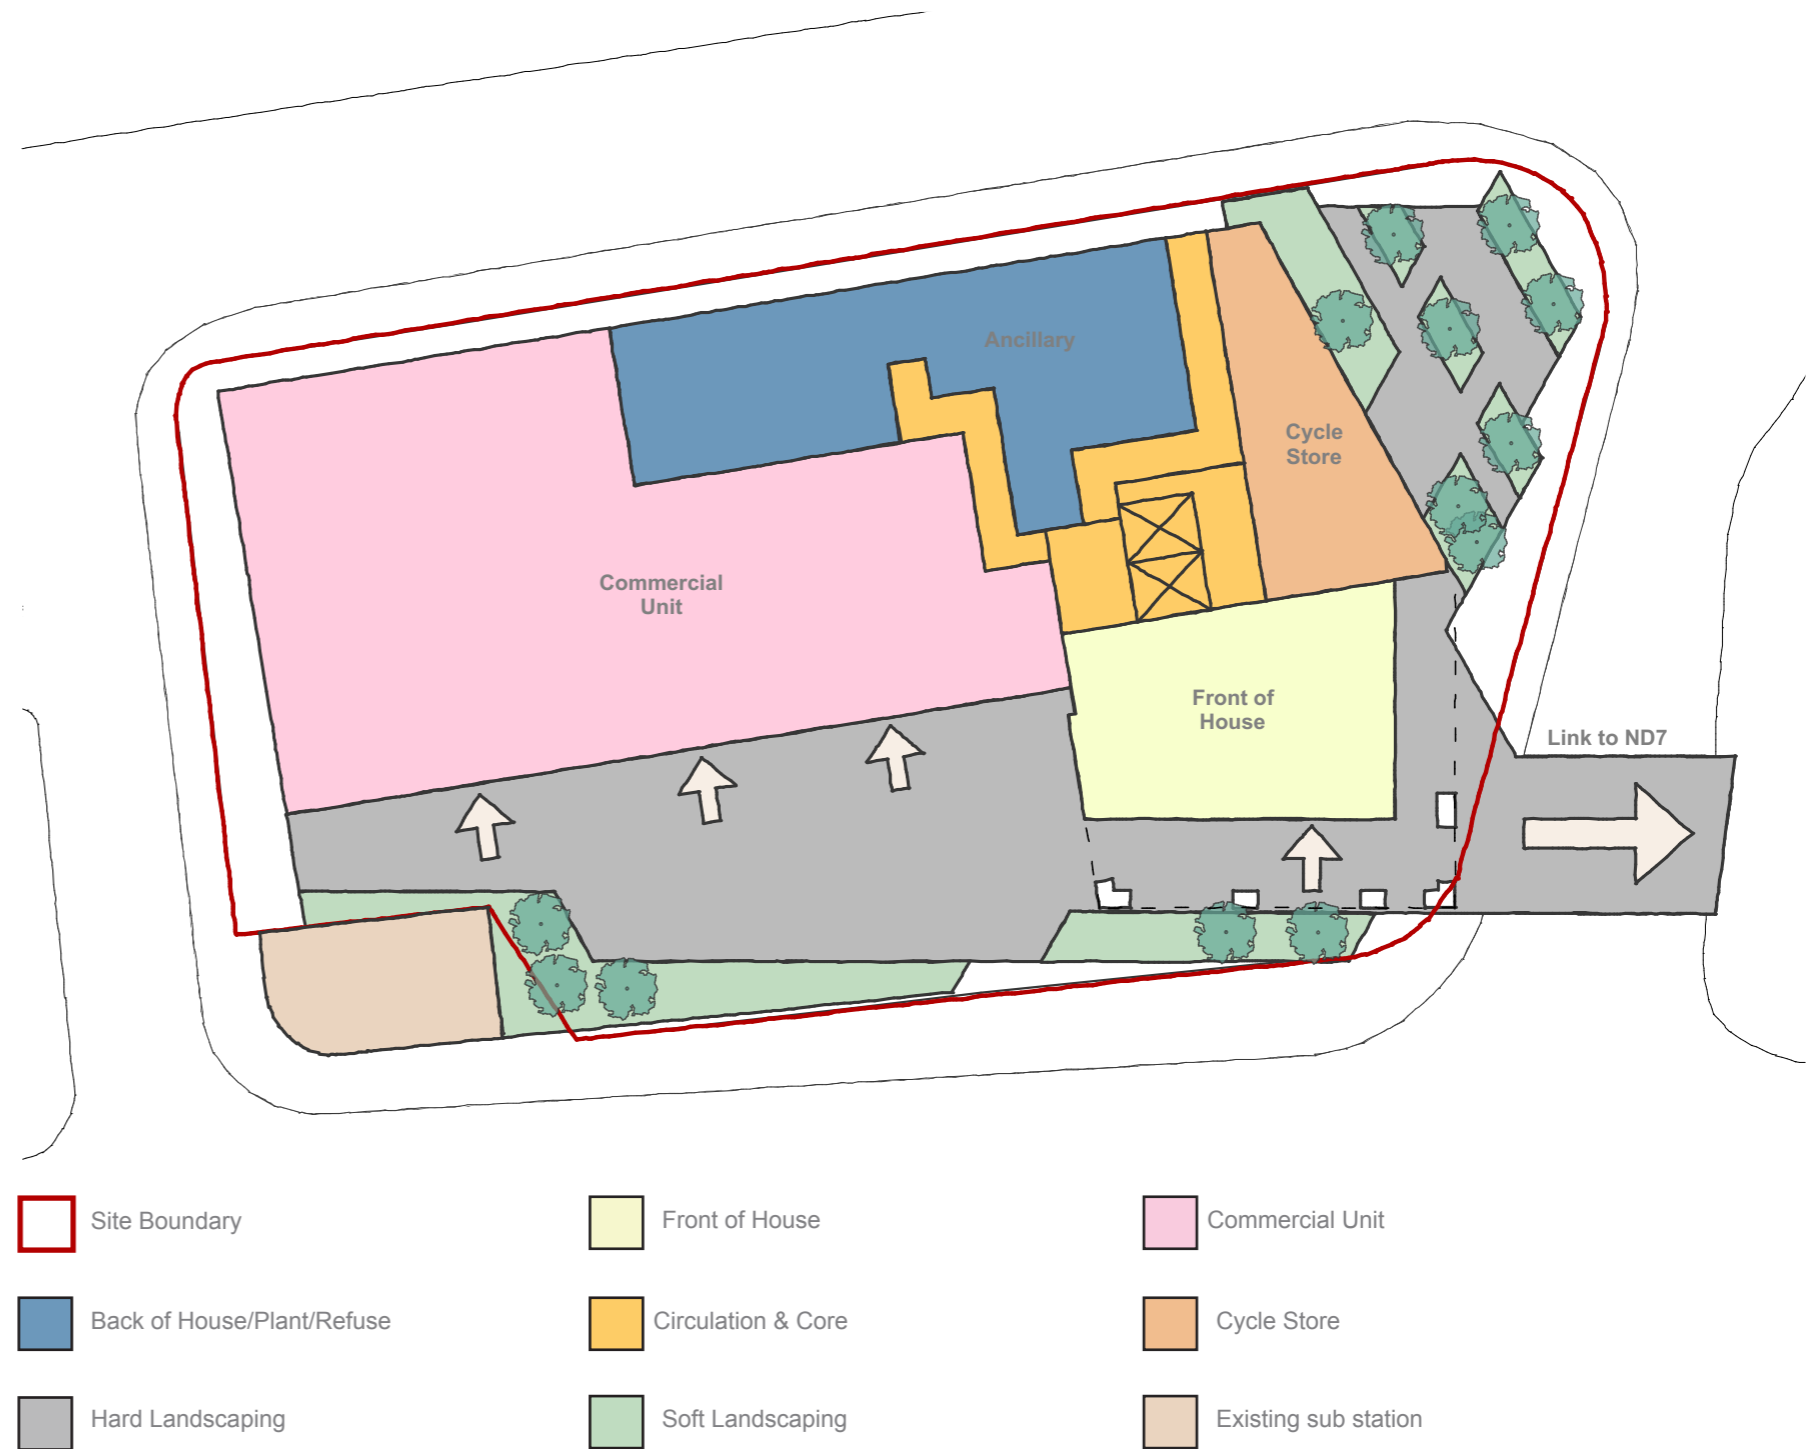 Ancillary
Cycle
Store
Commercial
Unit
Front of
House
Link to ND7
Site Boundary
Front of House
Commercial Unit
Back of House/Plant/Refuse
Circulation & Core
Cycle Store
Hard Landscaping
Soft Landscaping
Existing sub station